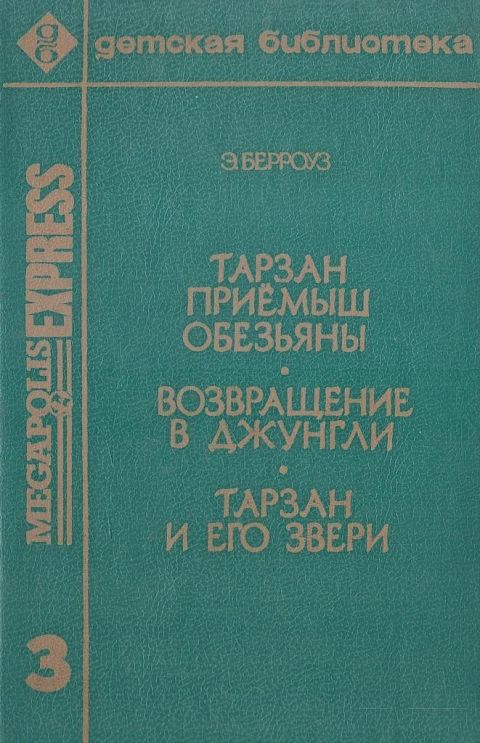 детская библиотека
Э. БЕРРОУЗ
ТАРЗАН
ПРИЁМЫШ
ОБЕЗЬЯНЫ
•
ВОЗВРАЩЕНИЕ
В ДЖУНГЛИ
•
ТАРЗАН
И ЕГО ЗВЕРИ
MEGAPOLIS
EXPRESS
3